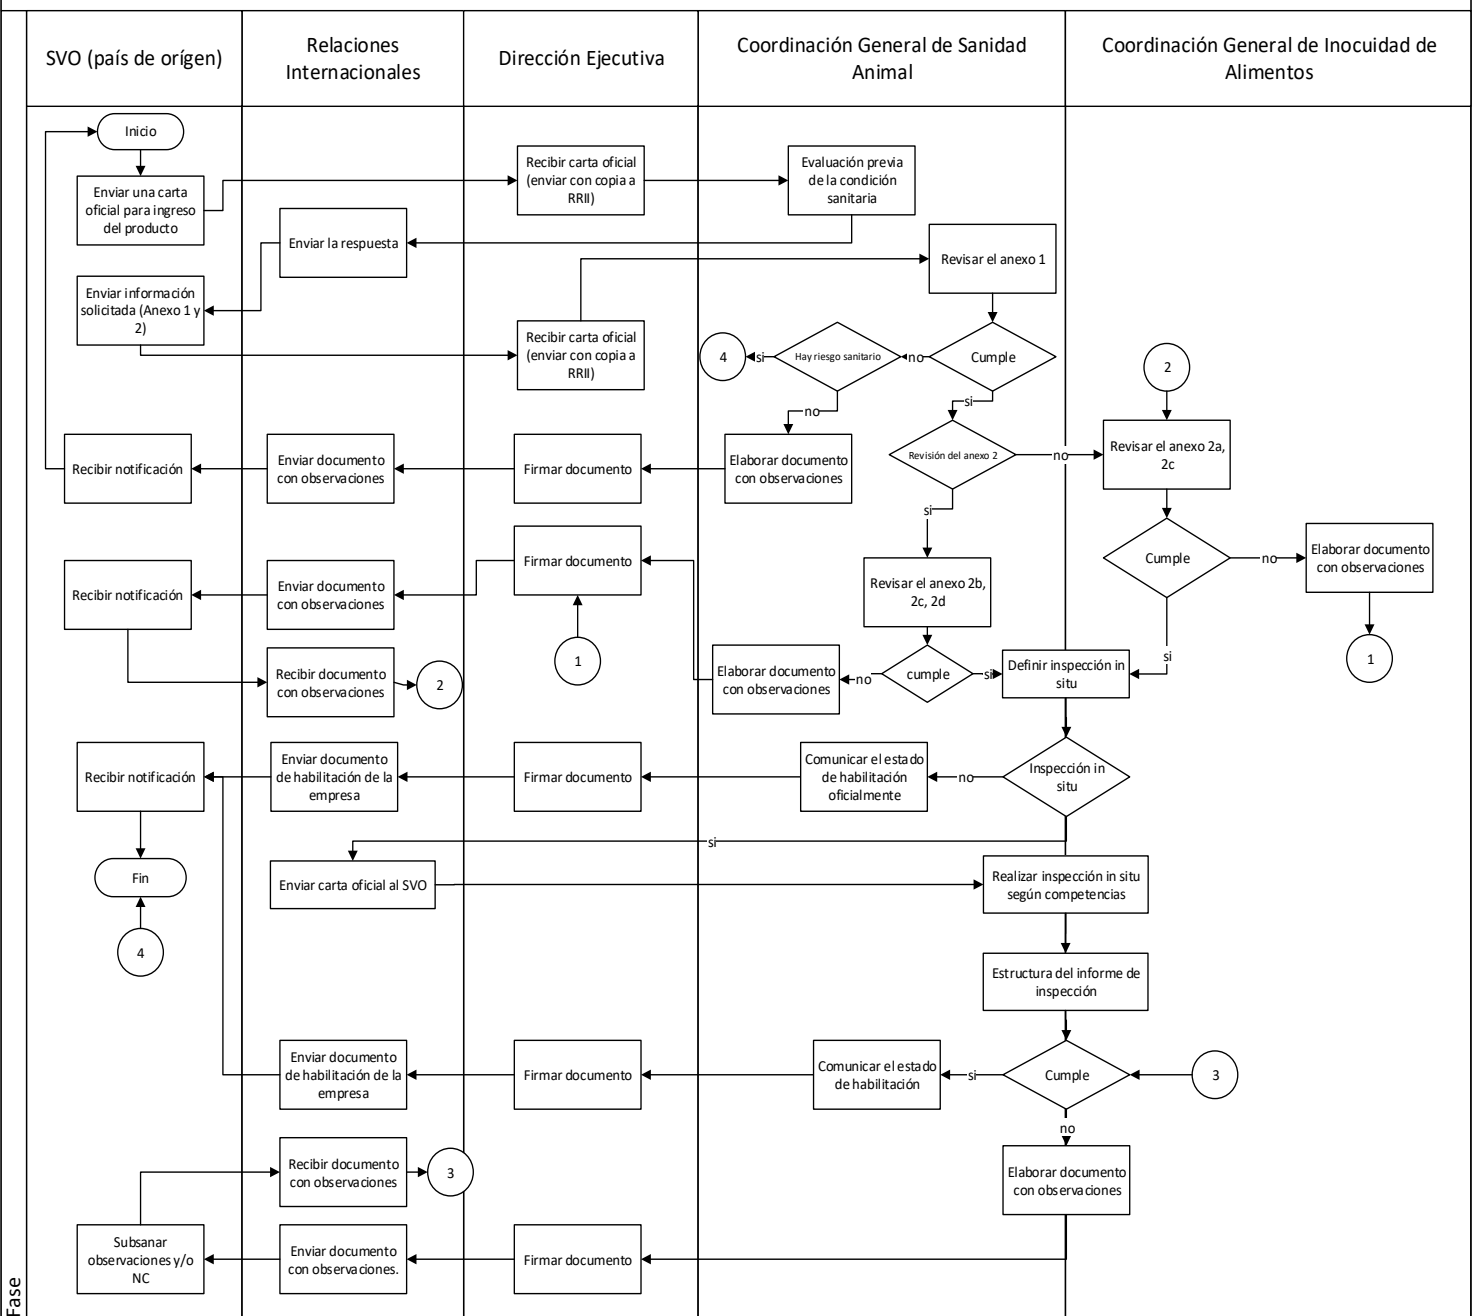 SVO (país de orígen)
Relaciones
Internacionales
Dirección Ejecutiva
Coordinación General de Sanidad
Animal
Coordinación General de Inocuidad de
Alimentos
Inicio
Enviar una carta
oficial para ingreso
del producto
Recibir carta oficial
(enviar con copia a
RRII)
Evaluación previa
de la condición
sanitaria
Enviar la respuesta
Revisar el anexo 1
Enviar información
solicitada (Anexo 1 y
2)
Recibir carta oficial
(enviar con copia a
RRII)
4
si
Hay riesgo sanitario
no
Cumple
2
no
si
Recibir notificación
Enviar documento
con observaciones
Firmar documento
Elaborar documento
con observaciones
Revisión del anexo 2
no
Revisar el anexo 2a,
2c
si
Recibir notificación
Enviar documento
con observaciones
Firmar documento
Revisar el anexo 2b,
2c, 2d
Cumple
no
Elaborar documento
con observaciones
Recibir documento
con observaciones
2
1
Elaborar documento
con observaciones
no
cumple
si
Definir inspección in
situ
si
1
Recibir notificación
Enviar documento
de habilitación de la
empresa
Firmar documento
Comunicar el estado
de habilitación
oficialmente
no
Inspección in
situ
si
Fin
Enviar carta oficial al SVO
Realizar inspección in situ
según competencias
4
Estructura del informe de
inspección
Enviar documento
de habilitación de la
empresa
Firmar documento
Comunicar el estado
de habilitación
si
Cumple
3
no
Recibir documento
con observaciones
3
Elaborar documento
con observaciones
Subsanar
observaciones y/o
NC
Enviar documento
con observaciones.
Firmar documento
Fase